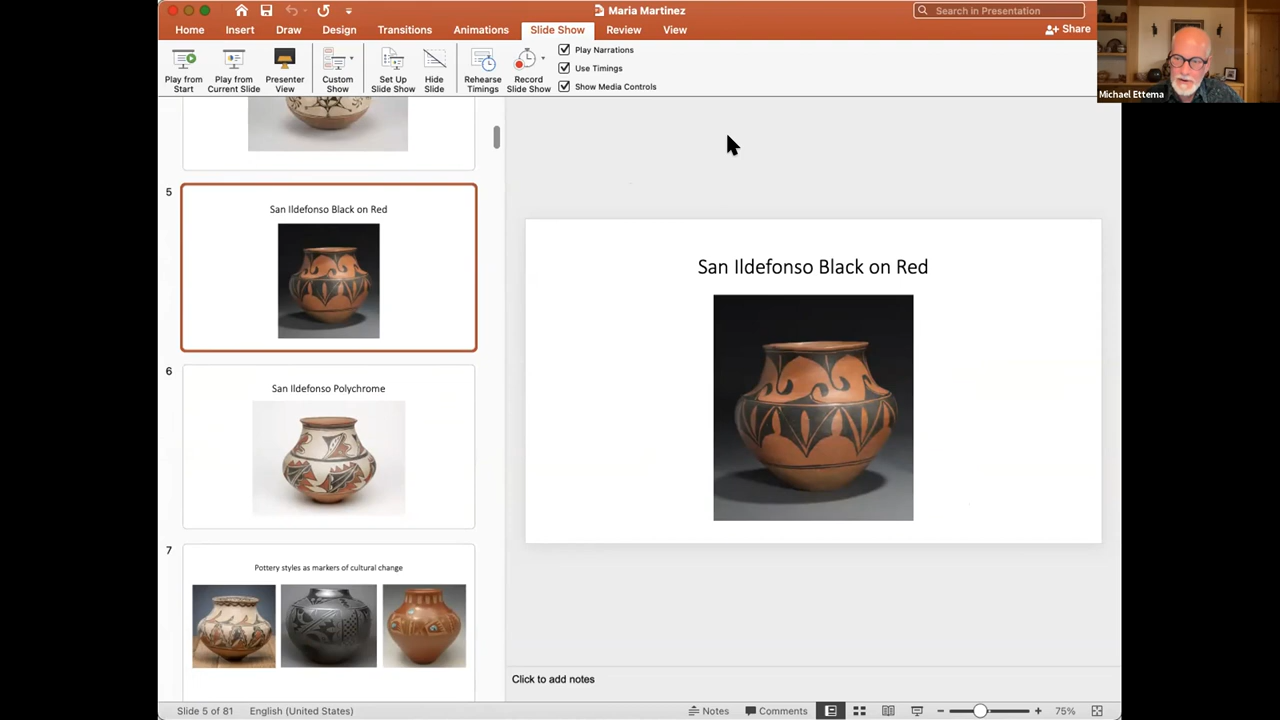 Maria Martinez
Search in Presentation
Home Insert Draw Design Transitions Animations Slide Show Review View
Share
Play from Start
Play from Current Slide
Presenter View
Custom Show
Set Up Slide Show
Hide Slide
Rehearse Timings
Record Slide Show
Play Narrations
Use Timings
Show Media Controls
Michael Ettema
5
San Ildefonso Black on Red
6
San Ildefonso Polychrome
7
Pottery styles as markers of cultural change
San Ildefonso Black on Red
Click to add notes
Slide 5 of 81 English (United States) Notes Comments 75%